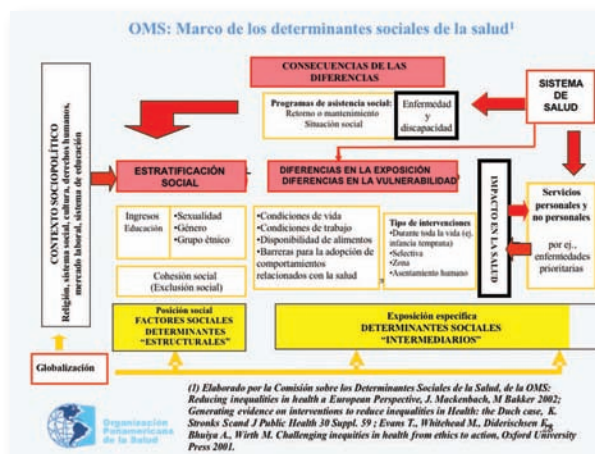 OMS: Marco de los determinantes sociales de la salud¹
CONSECUENCIAS DE LAS
DIFERENCIAS
SISTEMA
DE
SALUD
Programas de asistencia social:
Retorno o mantenimiento
Situación social
Enfermedad
y
discapacidad
CONTEXTO SOCIOPOLÍTICO
Religión, sistema social, cultura, derechos humanos,
mercado laboral, sistema de educación
ESTRATIFICACIÓN
SOCIAL
DIFERENCIAS EN LA EXPOSICIÓN
DIFERENCIAS EN LA VULNERABILIDAD
Ingresos
Educación
•Sexualidad
•Género
•Grupo étnico
Cohesión social
(Exclusión social)
•Condiciones de vida
•Condiciones de trabajo
•Disponibilidad de alimentos
•Barreras para la adopción de
comportamientos
relacionados con la salud
Tipo de intervenciones
•Durante toda la vida (ej.
infancia temprana)
•Selectiva
•Zona
•Asentamiento humano
IMPACTO EN LA SALUD
Servicios
personales y
no personales
por ej.,
enfermedades
prioritarias
Posición social
FACTORES SOCIALES
DETERMINANTES
"ESTRUCTURALES"
Exposición específica
DETERMINANTES SOCIALES
"INTERMEDIARIOS"
Globalización
(1) Elaborado por la Comisión sobre los Determinantes Sociales de la Salud, de la OMS:
Reducing inequalities in health a European Perspective, J. Mackenbach, M Bakker 2002;
Generating evidence on interventions to reduce inequalities in Health: the Duch case, K.
Stronks Scand J Public Health 30 Suppl. 59 ; Evans T., Whitehead M., Diderischsen F.,
Bhuiya A., Wirth M. Challenging inequities in health from ethics to action, Oxford University
Press 2001.
Organización
Panamericana
de la Salud